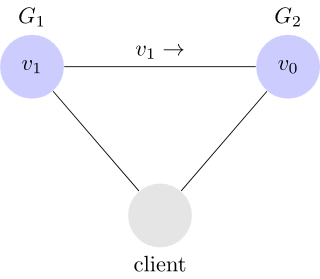 G₁ G₂
v₁ →
v₁ v₀
client